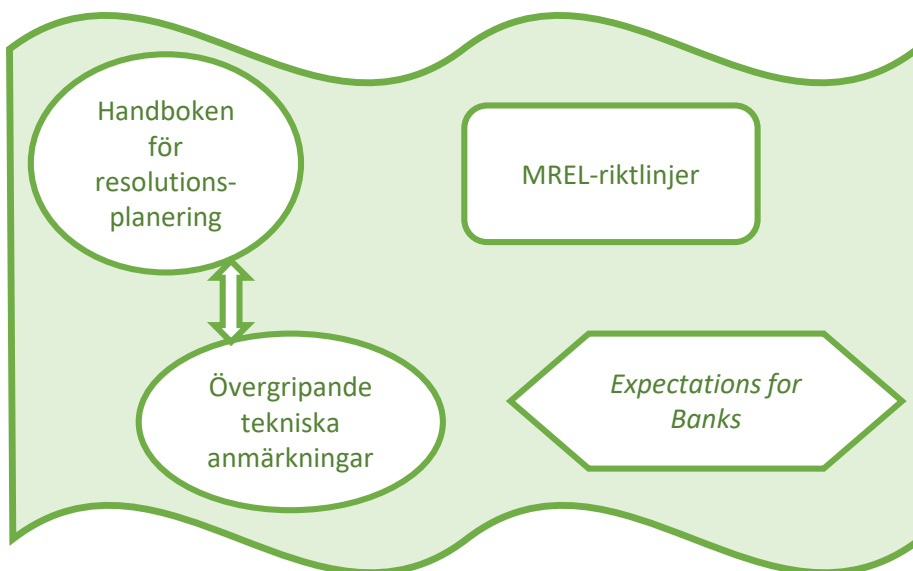 Handboken
för
resolutions-
planering
MREL-riktlinjer
Övergripande
tekniska
anmärkningar
Expectations for
Banks